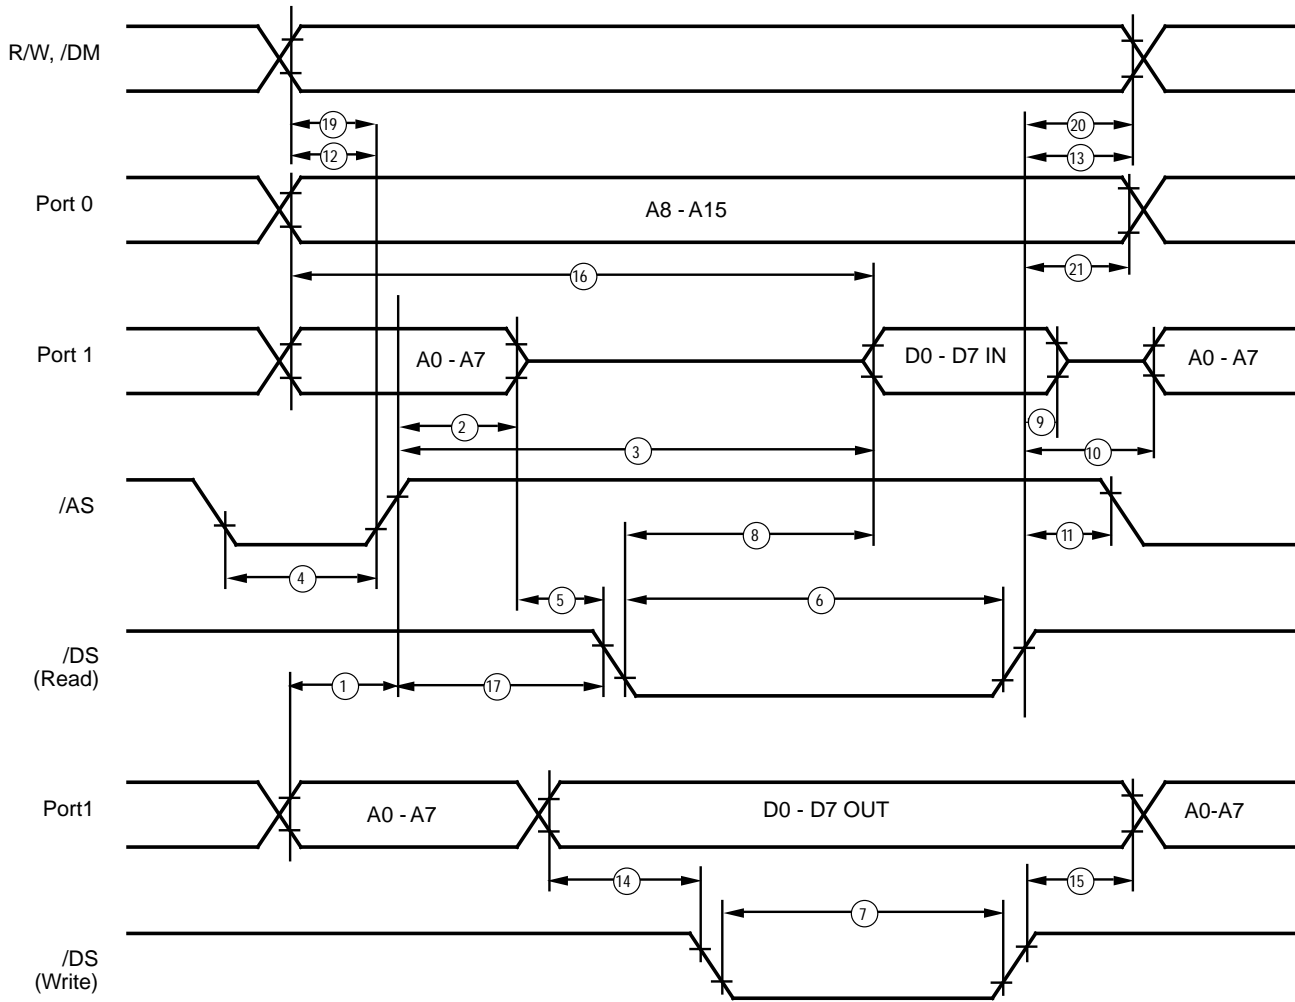 R/W, /DM
19
20
12
13
Port 0
A8 - A15
16
21
Port 1
A0 - A7
D0 - D7 IN
A0 - A7
2
9
3
10
/AS
8
11
4
5
6
/DS
(Read)
1
17
Port1
A0 - A7
D0 - D7 OUT
A0-A7
14
15
7
/DS
(Write)